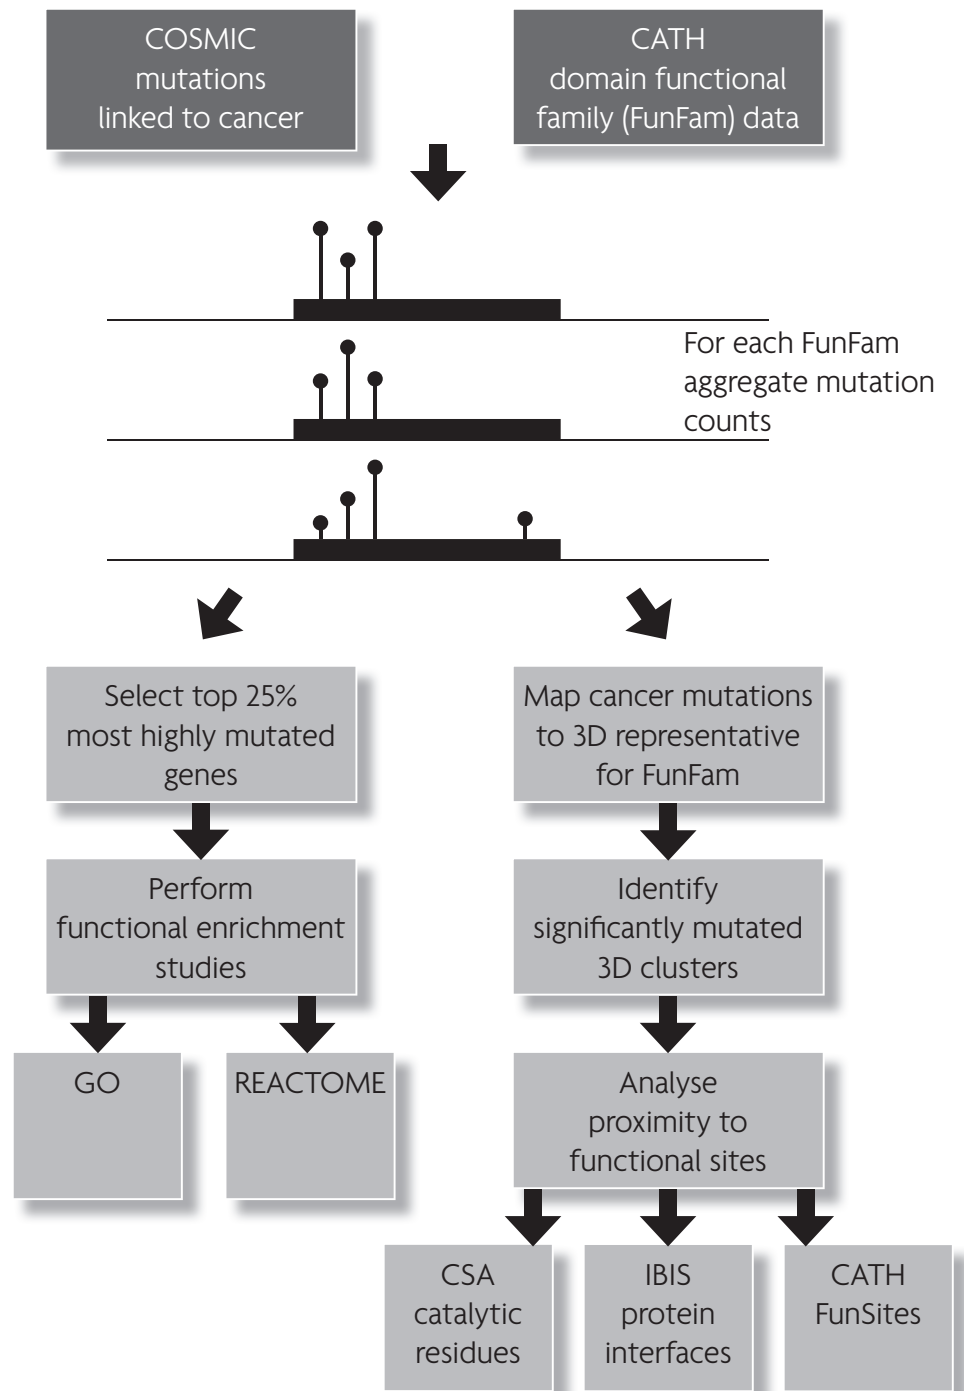 COSMIC
mutations
linked to cancer
CATH
domain functional
family (FunFam) data
For each FunFam
aggregate mutation
counts
Select top 25%
most highly mutated
genes
Map cancer mutations
to 3D representative
for FunFam
Perform
functional enrichment
studies
Identify
significantly mutated
3D clusters
GO
REACTOME
Analyse
proximity to
functional sites
CSA
catalytic
residues
IBIS
protein
interfaces
CATH
FunSites